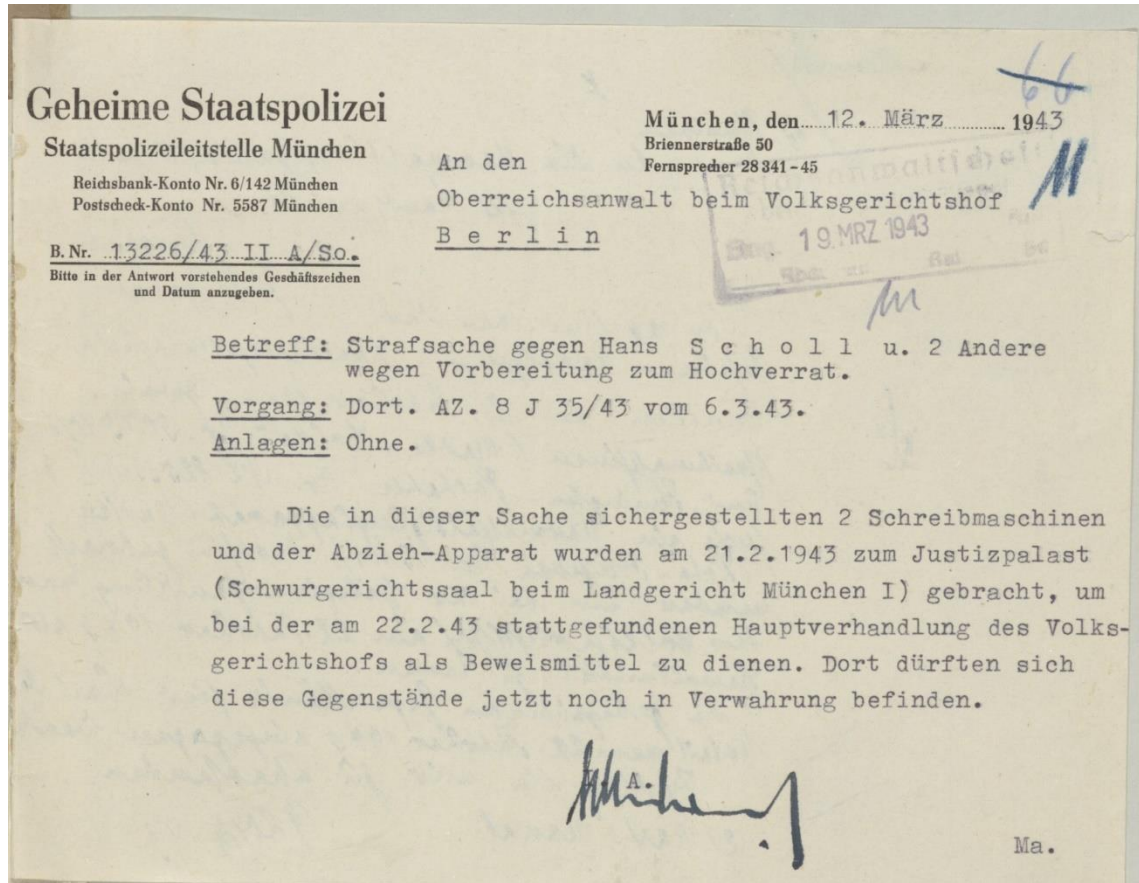 66
Geheime Staatspolizei
Staatspolizeileitstelle München
Reichsbank-Konto Nr. 6/142 München
Postscheck-Konto Nr. 5587 München
B. Nr. 13226/43 II A/So.
Bitte in der Antwort vorstehendes Geschäftszeichen
und Datum anzugeben.
München, den 12. März 1943
Briennerstraße 50
Fernsprecher 28 341 - 45
An den
Oberreichsanwalt beim Volksgerichtshof
Berlin
19. MRZ 1943
Betreff: Strafsache gegen Hans Scholl u. 2 Andere
wegen Vorbereitung zum Hochverrat.
Vorgang: Dort. AZ. 8 J 35/43 vom 6.3.43.
Anlagen: Ohne.
Die in dieser Sache sichergestellten 2 Schreibmaschinen
und der Abzieh-Apparat wurden am 21.2.1943 zum Justizpalast
(Schwurgerichtssaal beim Landgericht München I) gebracht, um
bei der am 22.2.43 stattgefundenen Hauptverhandlung des Volks-
gerichtshofs als Beweismittel zu dienen. Dort dürften sich
diese Gegenstände jetzt noch in Verwahrung befinden.
A.
Ma.